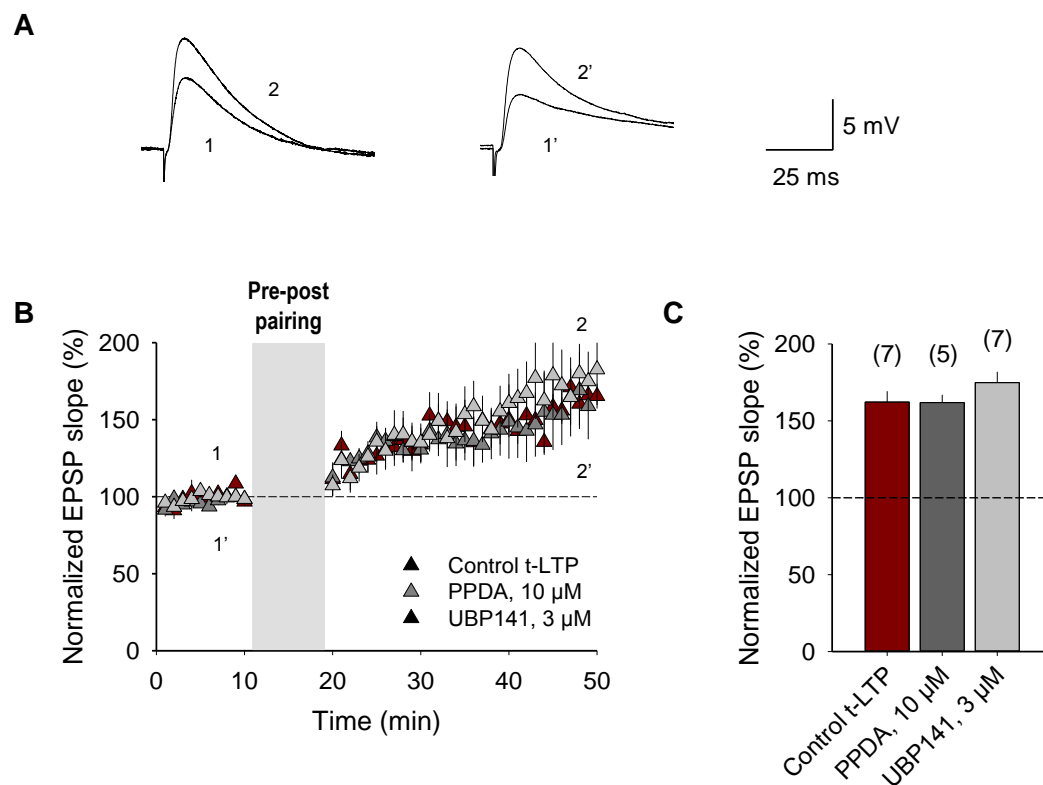 A
2
1
2'
1'
5 mV
25 ms
B
Pre-post
pairing
Normalized EPSP slope (%)
200
150
100
50
0
1
1'
2
2'
Control t-LTP
PPDA, 10 µM
UBP141, 3 µM
0
10
20
30
40
50
Time (min)
C
Normalized EPSP slope (%)
200
150
100
50
0
(7)
(5)
(7)
Control t-LTP
PPDA, 10 µM
UBP141, 3 µM